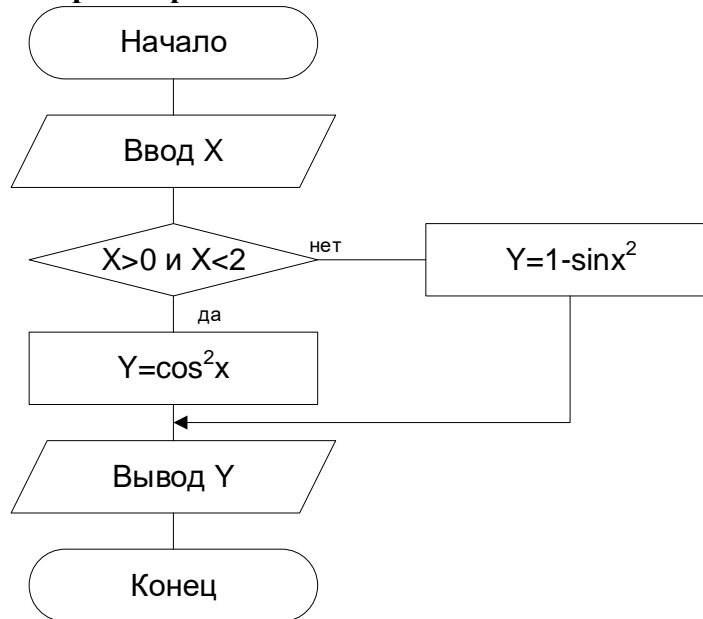 Начало
Ввод X
X>0 и X<2
нет
Y=1-sinx²
да
Y=cos²x
Вывод Y
Конец